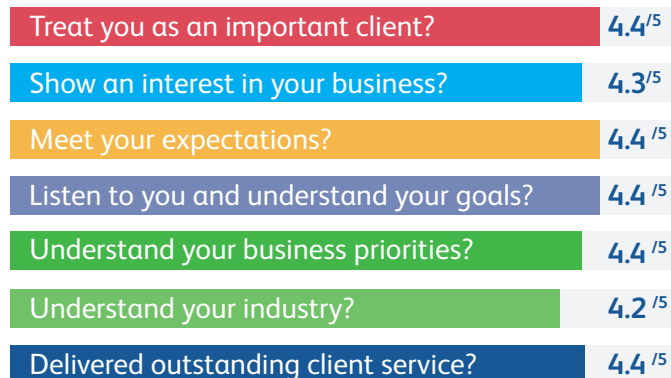 Treat you as an important client? 4.4/5
Show an interest in your business? 4.3/5
Meet your expectations? 4.4 /5
Listen to you and understand your goals? 4.4 /5
Understand your business priorities? 4.4 /5
Understand your industry? 4.2 /5
Delivered outstanding client service? 4.4 /5